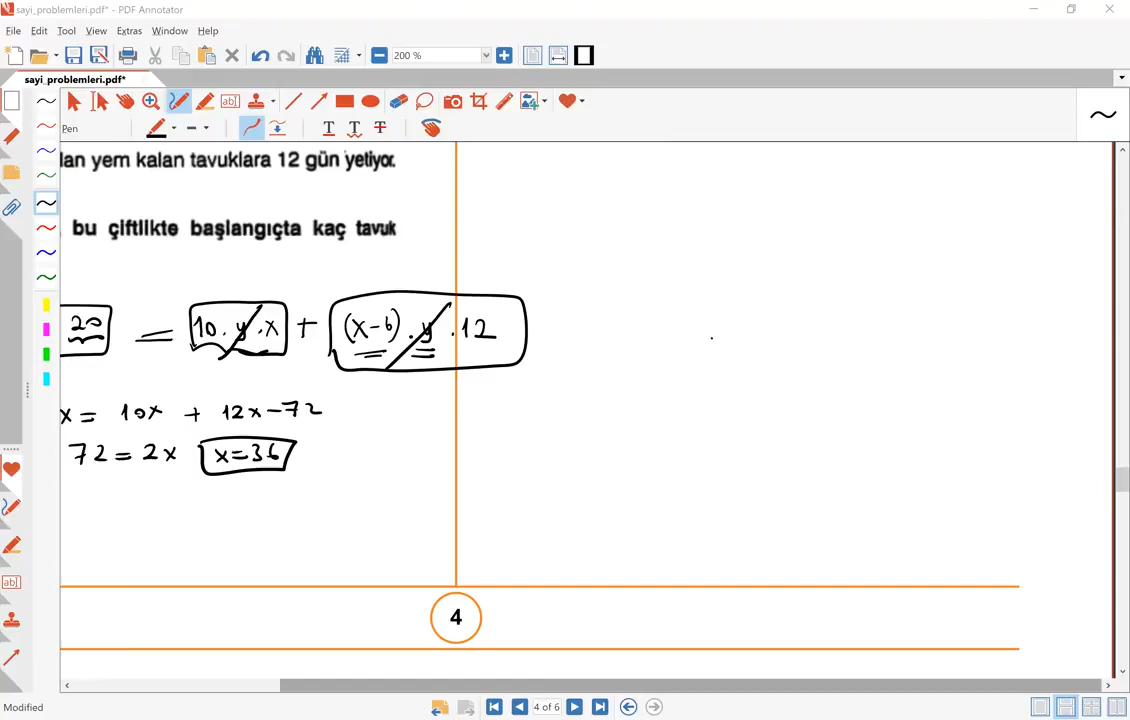 sayi_problemleri.pdf* - PDF Annotator
File Edit Tool View Extras Window Help
200 %
sayi_problemleri.pdf*
Pen
lan yem kalan tavuklara 12 gün yetiyor.
bu çiftlikte başlangıçta kaç tavuk
20 = 10.y.x + (x-6).y.12
x = 10x + 12x-72
72 = 2x x=36
4
4 of 6
Modified